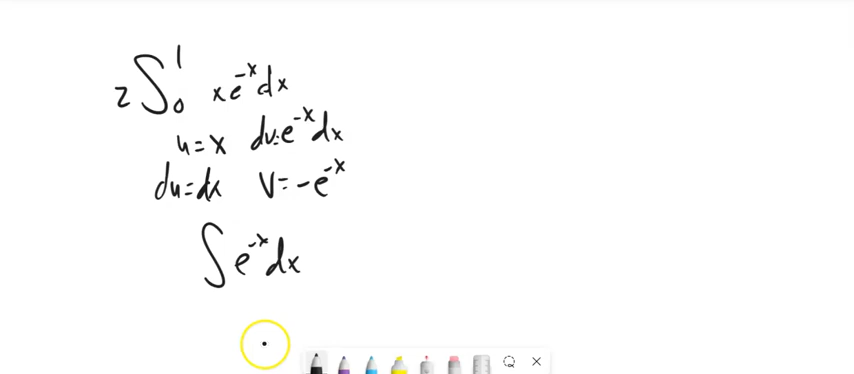 2∫₀¹ xe⁻ˣdx
u=x dv=e⁻ˣdx
du=dx v=-e⁻ˣ
∫e⁻ˣdx